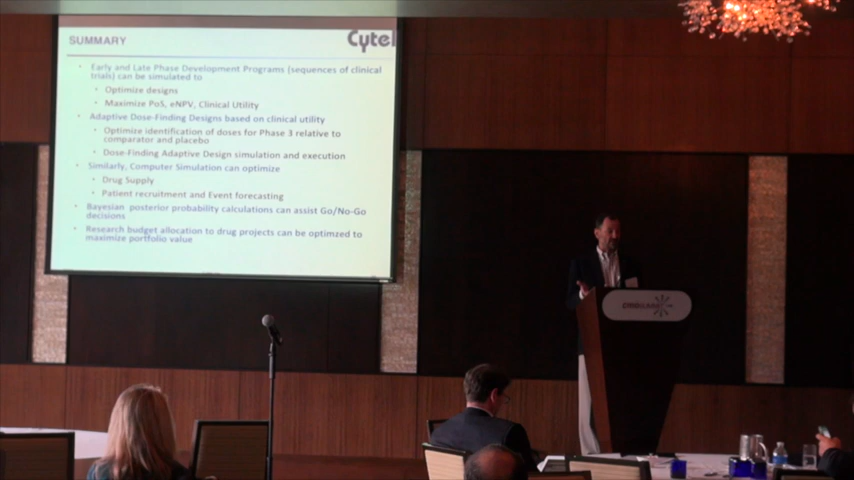 SUMMARY
Cytel
• Early and Late Phase Development Programs (sequences of clinical
trials) can be simulated to
• Optimize designs
• Maximize PoS, eNPV, Clinical Utility
• Adaptive Dose-Finding Designs based on clinical utility
• Optimize identification of doses for Phase 3 relative to
comparator and placebo
• Dose-Finding Adaptive Design simulation and execution
• Similarly, Computer Simulation can optimize
• Drug Supply
• Patient recruitment and Event forecasting
• Bayesian posterior probability calculations can assist Go/No-Go
decisions
• Research budget allocation to drug projects can be optimzed to
maximize portfolio value